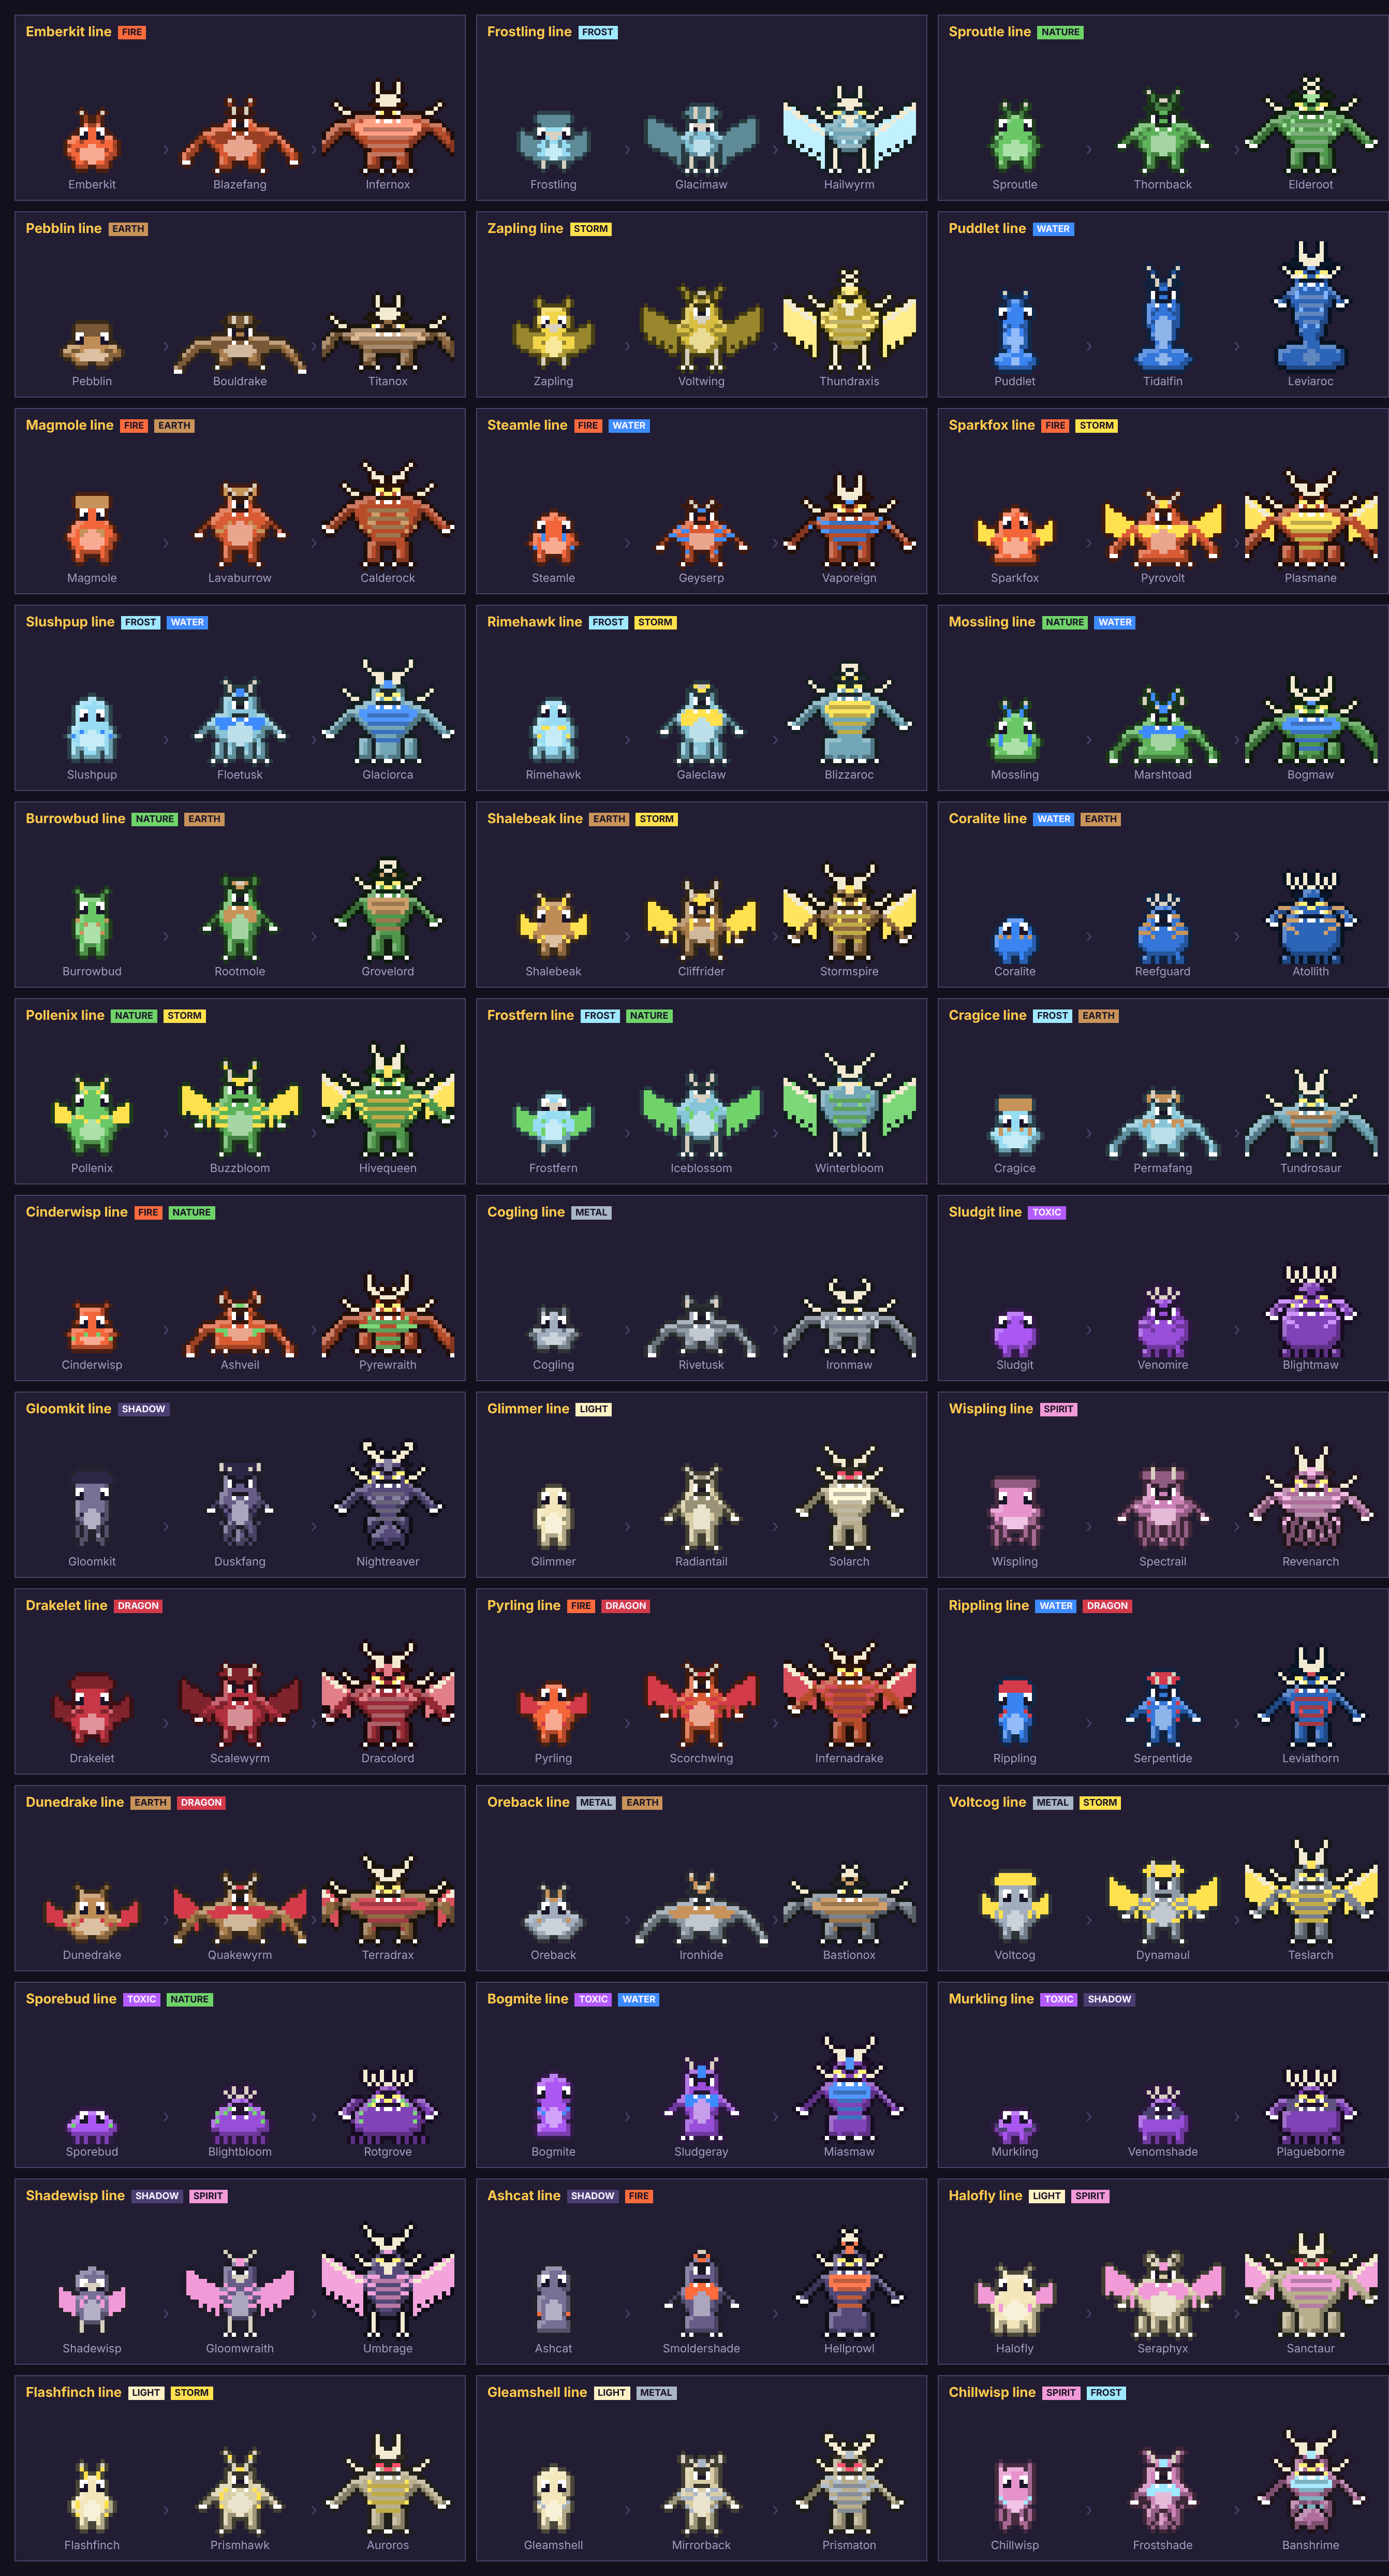 Emberkit line FIRE
Emberkit › Blazefang › Infernox
Frostling line FROST
Frostling › Glacimaw › Hailwyrm
Sproutle line NATURE
Sproutle › Thornback › Elderoot
Pebblin line EARTH
Pebblin › Bouldrake › Titanox
Zapling line STORM
Zapling › Voltwing › Thundraxis
Puddlet line WATER
Puddlet › Tidalfin › Leviaroc
Magmole line FIRE EARTH
Magmole › Lavaburrow › Calderock
Steamle line FIRE WATER
Steamle › Geyserp › Vaporeign
Sparkfox line FIRE STORM
Sparkfox › Pyrovolt › Plasmane
Slushpup line FROST WATER
Slushpup › Floetusk › Glaciorca
Rimehawk line FROST STORM
Rimehawk › Galeclaw › Blizzaroc
Mossling line NATURE WATER
Mossling › Marshtoad › Bogmaw
Burrowbud line NATURE EARTH
Burrowbud › Rootmole › Grovelord
Shalebeak line EARTH STORM
Shalebeak › Cliffrider › Stormspire
Coralite line WATER EARTH
Coralite › Reefguard › Atollith
Pollenix line NATURE STORM
Pollenix › Buzzbloom › Hivequeen
Frostfern line FROST NATURE
Frostfern › Iceblossom › Winterbloom
Cragice line FROST EARTH
Cragice › Permafang › Tundrosaur
Cinderwisp line FIRE NATURE
Cinderwisp › Ashveil › Pyrewraith
Cogling line METAL
Cogling › Rivetusk › Ironmaw
Sludgit line TOXIC
Sludgit › Venomire › Blightmaw
Gloomkit line SHADOW
Gloomkit › Duskfang › Nightreaver
Glimmer line LIGHT
Glimmer › Radiantail › Solarch
Wispling line SPIRIT
Wispling › Spectrail › Revenarch
Drakelet line DRAGON
Drakelet › Scalewyrm › Dracolord
Pyrling line FIRE DRAGON
Pyrling › Scorchwing › Infernadrake
Rippling line WATER DRAGON
Rippling › Serpentide › Leviathorn
Dunedrake line EARTH DRAGON
Dunedrake › Quakewyrm › Terradrax
Oreback line METAL EARTH
Oreback › Ironhide › Bastionox
Voltcog line METAL STORM
Voltcog › Dynamaul › Teslarch
Sporebud line TOXIC NATURE
Sporebud › Blightbloom › Rotgrove
Bogmite line TOXIC WATER
Bogmite › Sludgeray › Miasmaw
Murkling line TOXIC SHADOW
Murkling › Venomshade › Plagueborne
Shadewisp line SHADOW SPIRIT
Shadewisp › Gloomwraith › Umbrage
Ashcat line SHADOW FIRE
Ashcat › Smoldershade › Hellprowl
Halofly line LIGHT SPIRIT
Halofly › Seraphyx › Sanctaur
Flashfinch line LIGHT STORM
Flashfinch › Prismhawk › Auroros
Gleamshell line LIGHT METAL
Gleamshell › Mirrorback › Prismaton
Chillwisp line SPIRIT FROST
Chillwisp › Frostshade › Banshrime